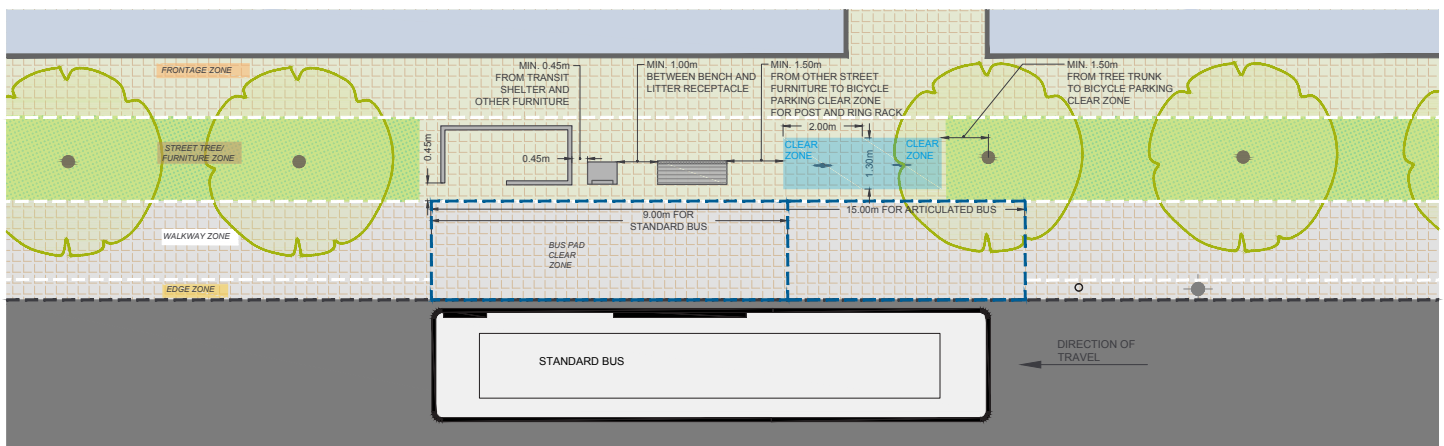 FRONTAGE ZONE
MIN. 0.45m
FROM TRANSIT
SHELTER AND
OTHER FURNITURE
MIN. 1.00m
BETWEEN BENCH AND
LITTER RECEPTACLE
MIN. 1.50m
FROM OTHER STREET
FURNITURE TO BICYCLE
PARKING CLEAR ZONE
FOR POST AND RING RACK
MIN. 1.50m
FROM TREE TRUNK
TO BICYCLE PARKING
CLEAR ZONE
2.00m
STREET TREE/
FURNITURE ZONE
0.45m
0.45m
CLEAR
ZONE
1.30m
CLEAR
ZONE
9.00m FOR
STANDARD BUS
15.00m FOR ARTICULATED BUS
WALKWAY ZONE
BUS PAD
CLEAR
ZONE
EDGE ZONE
STANDARD BUS
DIRECTION OF
TRAVEL